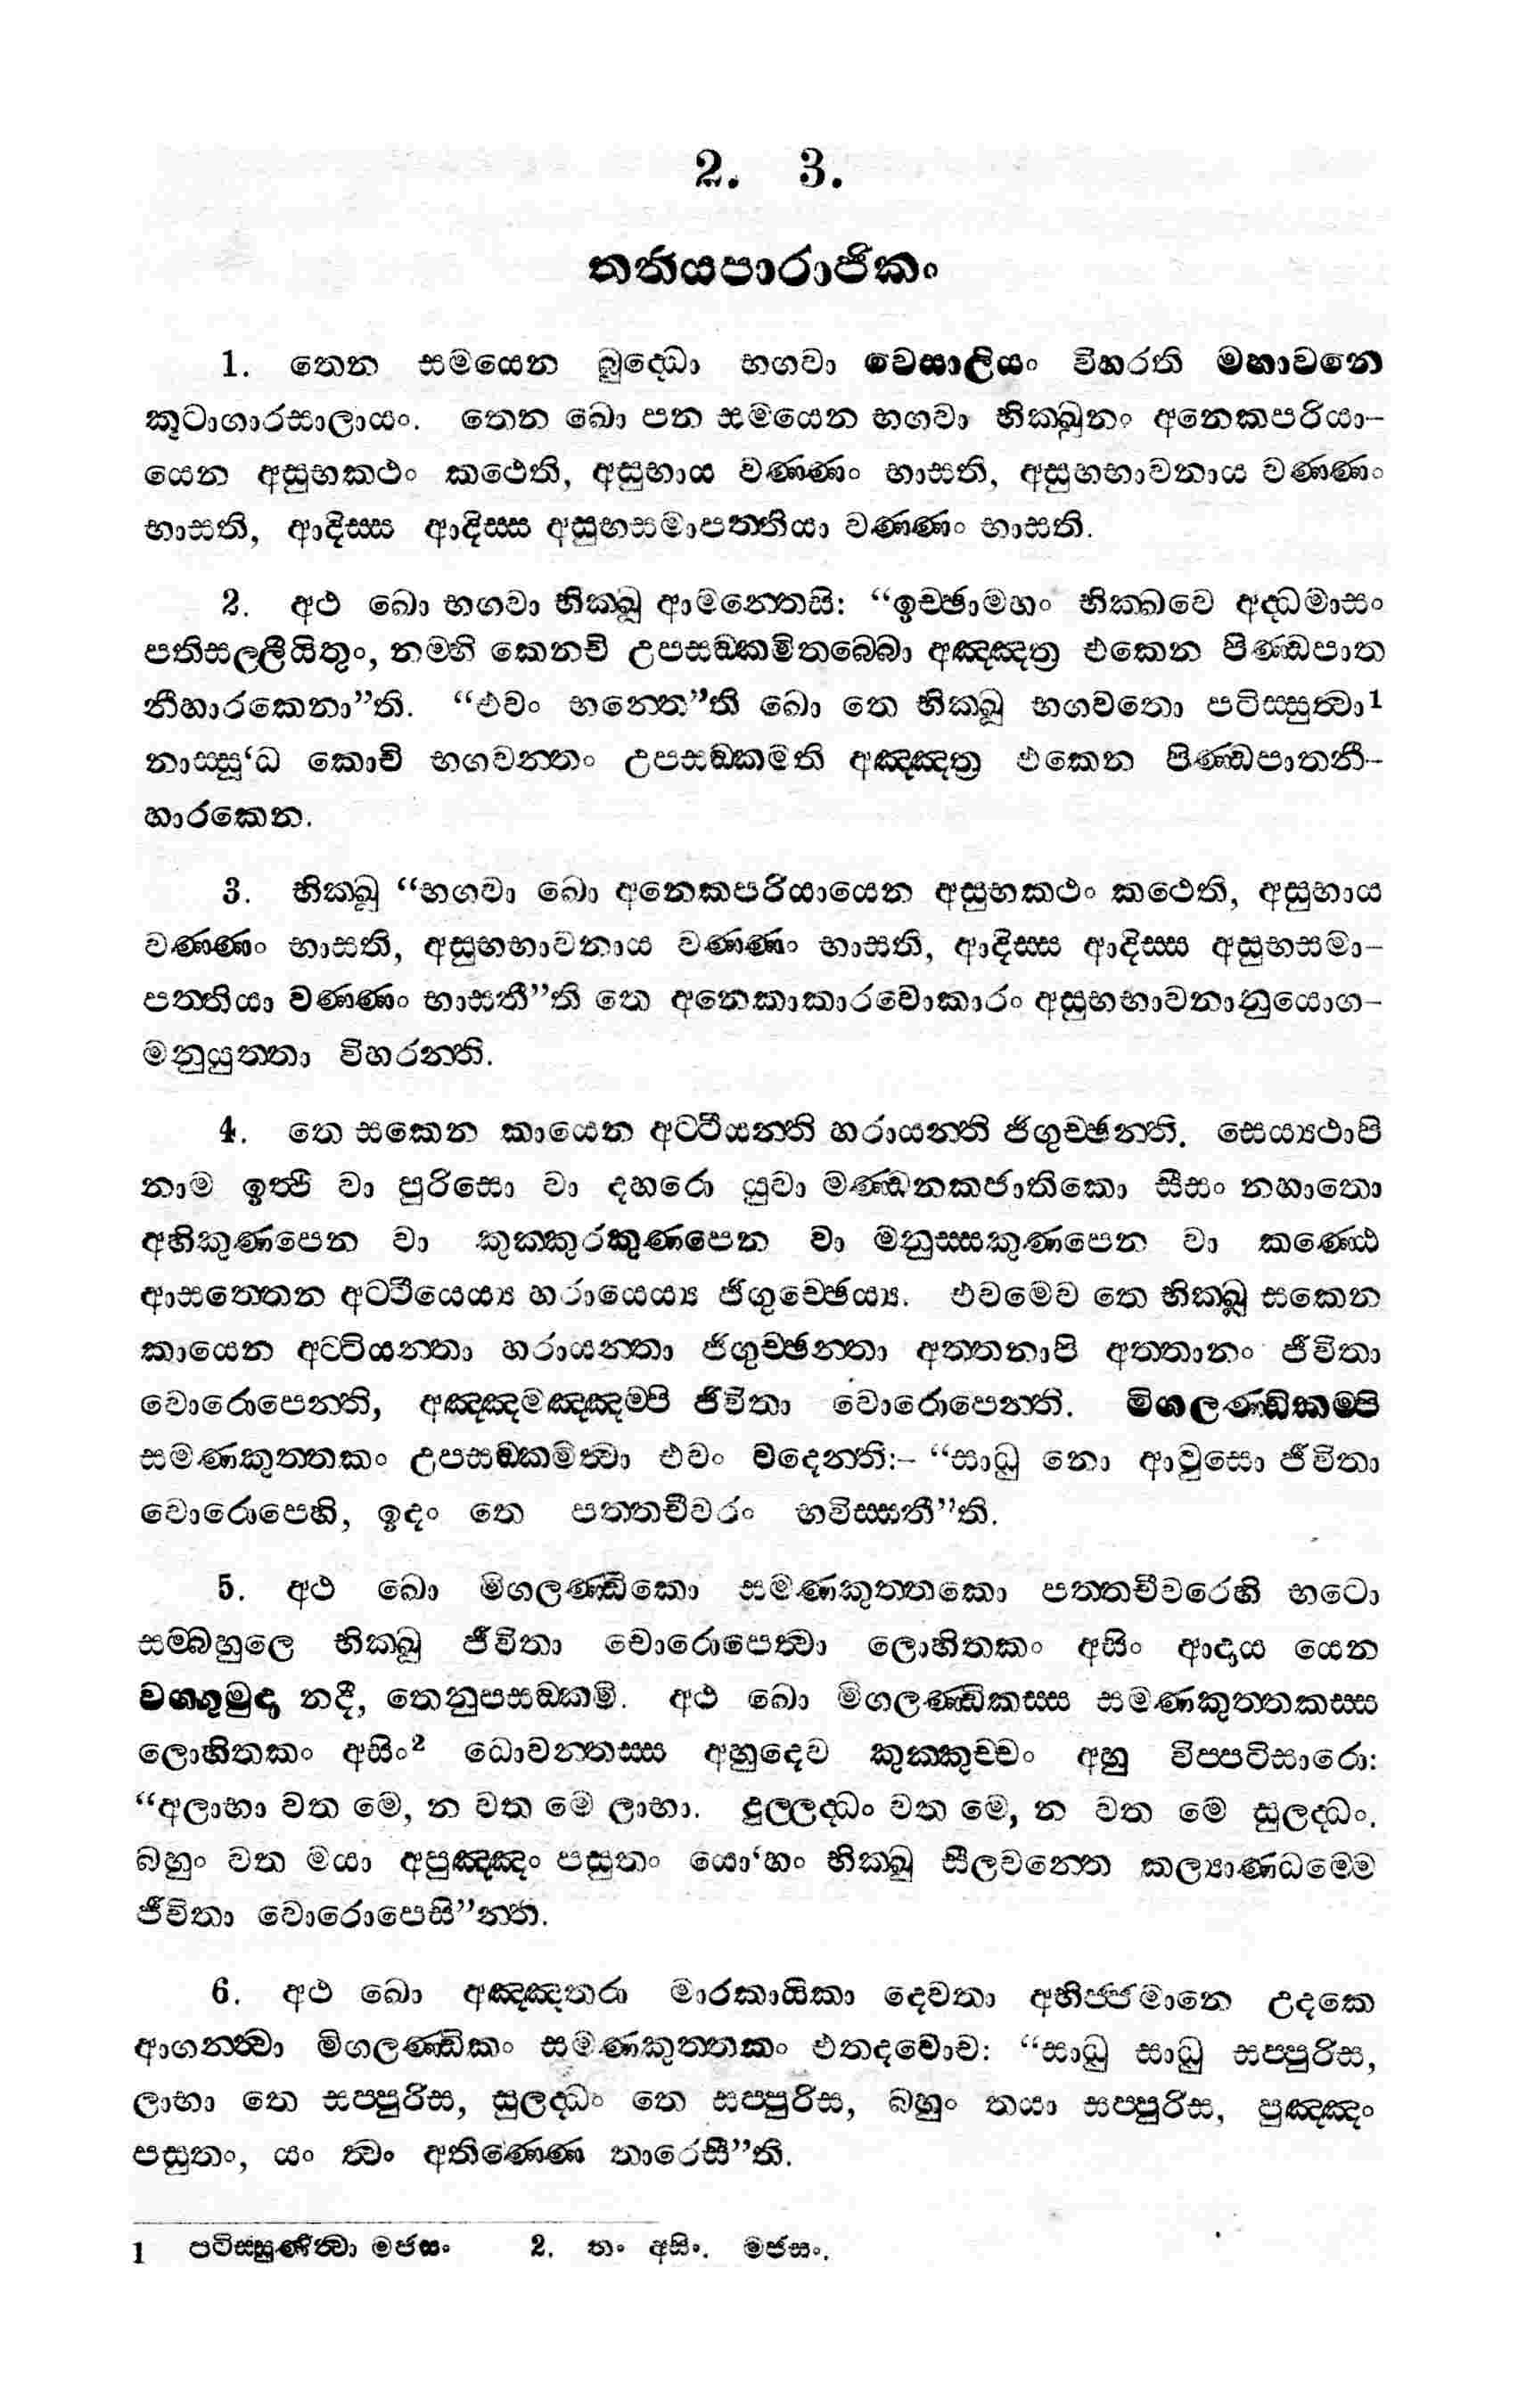 2. 3.
තතියපාරාජිකං
1. තෙන සමයෙන බුද්ධො භගවා වෙසාලියං විහරති මහාවනෙ
කූටාගාරසාලායං. තෙන ඛො පන සමයෙන භගවා භික්ඛූනං අනෙකපරියා-
යෙන අසුභකථං කථෙති, අසුභාය වණ්ණං භාසති, අසුභභාවනාය වණ්ණං
භාසති, ආදිස්ස ආදිස්ස අසුභසමාපත්තියා වණ්ණං භාසති.
2. අථ ඛො භගවා භික්ඛූ ආමන්තෙසි: “ඉච්ඡාමහං භික්ඛවෙ අද්ධමාසං
පතිසල්ලීයිතුං, නම්හි කෙනචි උපසඞ්කමිතබ්බො අඤ්ඤත්‍ර එකෙන පිණ්ඩපාත
නීහාරකෙනා”ති. “එවං භන්තෙ”ති ඛො තෙ භික්ඛූ භගවතො පටිස්සුත්‍වා1
නාස්සූ‘ධ කොචි භගවන්තං උපසඞ්කමති අඤ්ඤත්‍ර එකෙන පිණ්ඩපාතනී-
හාරකෙන.
3. භික්ඛූ “භගවා ඛො අනෙකපරියායෙන අසුභකථං කථෙති, අසුභාය
වණ්ණං භාසති, අසුභභාවනාය වණ්ණං භාසති, ආදිස්ස ආදිස්ස අසුභසමා-
පත්තියා වණ්ණං භාසතී”ති තෙ අනෙකාකාරවොකාරං අසුභභාවනානුයොග-
මනුයුත්තා විහරන්ති.
4. තෙ සකෙන කායෙන අට්ටීයන්ති හරායන්ති ජිගුච්ඡන්ති. සෙය්‍යථාපි
නාම ඉත්‍ථි වා පුරිසො වා දහරො යුවා මණ්ඩනකජාතිකො සීසං නහාතො
අහිකුණපෙන වා කුක්කුරකුණපෙන වා මනුස්සකුණපෙන වා කණ්ඨෙ
ආසත්තෙන අට්ටීයෙය්‍ය හරායෙය්‍ය ජිගුච්ඡෙය්‍ය. එවමෙව තෙ භික්ඛූ සකෙන
කායෙන අට්ටියන්තා හරායන්තා ජිගුච්ඡන්තා අත්තනාපි අත්තානං ජීවිතා
වොරොපෙන්ති, අඤ්ඤමඤ්ඤම්පි ජීවිතා වොරොපෙන්ති. මිගලණ්ඩිකම්පි
සමණකුත්තකං උපසඞ්කමිත්‍වා එවං වදෙන්ති:- “සාධු නො ආවුසො ජීවිතා
වොරොපෙහි, ඉදං තෙ පත්තචීවරං භවිස්සතී”ති.
5. අථ ඛො මිගලණ්ඩිකො සමණකුත්තකො පත්තචීවරෙහි භටො
සම්බහුලෙ භික්ඛූ ජීවිතා වොරොපෙත්‍වා ලොහිතකං අසිං ආදාය යෙන
වග්ගුමුදා නදී, තෙනුපසඞ්කමි. අථ ඛො මිගලණ්ඩිකස්ස සමණකුත්තකස්ස
ලොහිතකං අසිං2 ධොවන්තස්ස අහුදෙව කුක්කුච්චං අහු විප්පටිසාරො:
“අලාභා වත මෙ, න වත මෙ ලාභා. දුල්ලද්ධං වත මෙ, න වත මෙ සුලද්ධං.
බහුං වත මයා අපුඤ්ඤං පසුතං යො‘හං භික්ඛූ සීලවන්තෙ කල්‍යාණධම්මෙ
ජීවිතා වොරොපෙසි”න්ති.
6. අථ ඛො අඤ්ඤතරා මාරකායිකා දෙවතා අභිජ්ජමානෙ උදකෙ
ආගන්ත්‍වා මිගලණ්ඩිකං සමණකුත්තකං එතදවොච: “සාධු සාධු සප්පුරිස,
ලාභා තෙ සප්පුරිස, සුලද්ධං තෙ සප්පුරිස, බහුං තයා සප්පුරිස, පුඤ්ඤං
පසුතං, යං ත්‍වං අතිණ්ණෙ තාරෙසී”ති.
1 පටිස්සුණිත්‍වා මජසං 2. තං අසිං. මජසං.